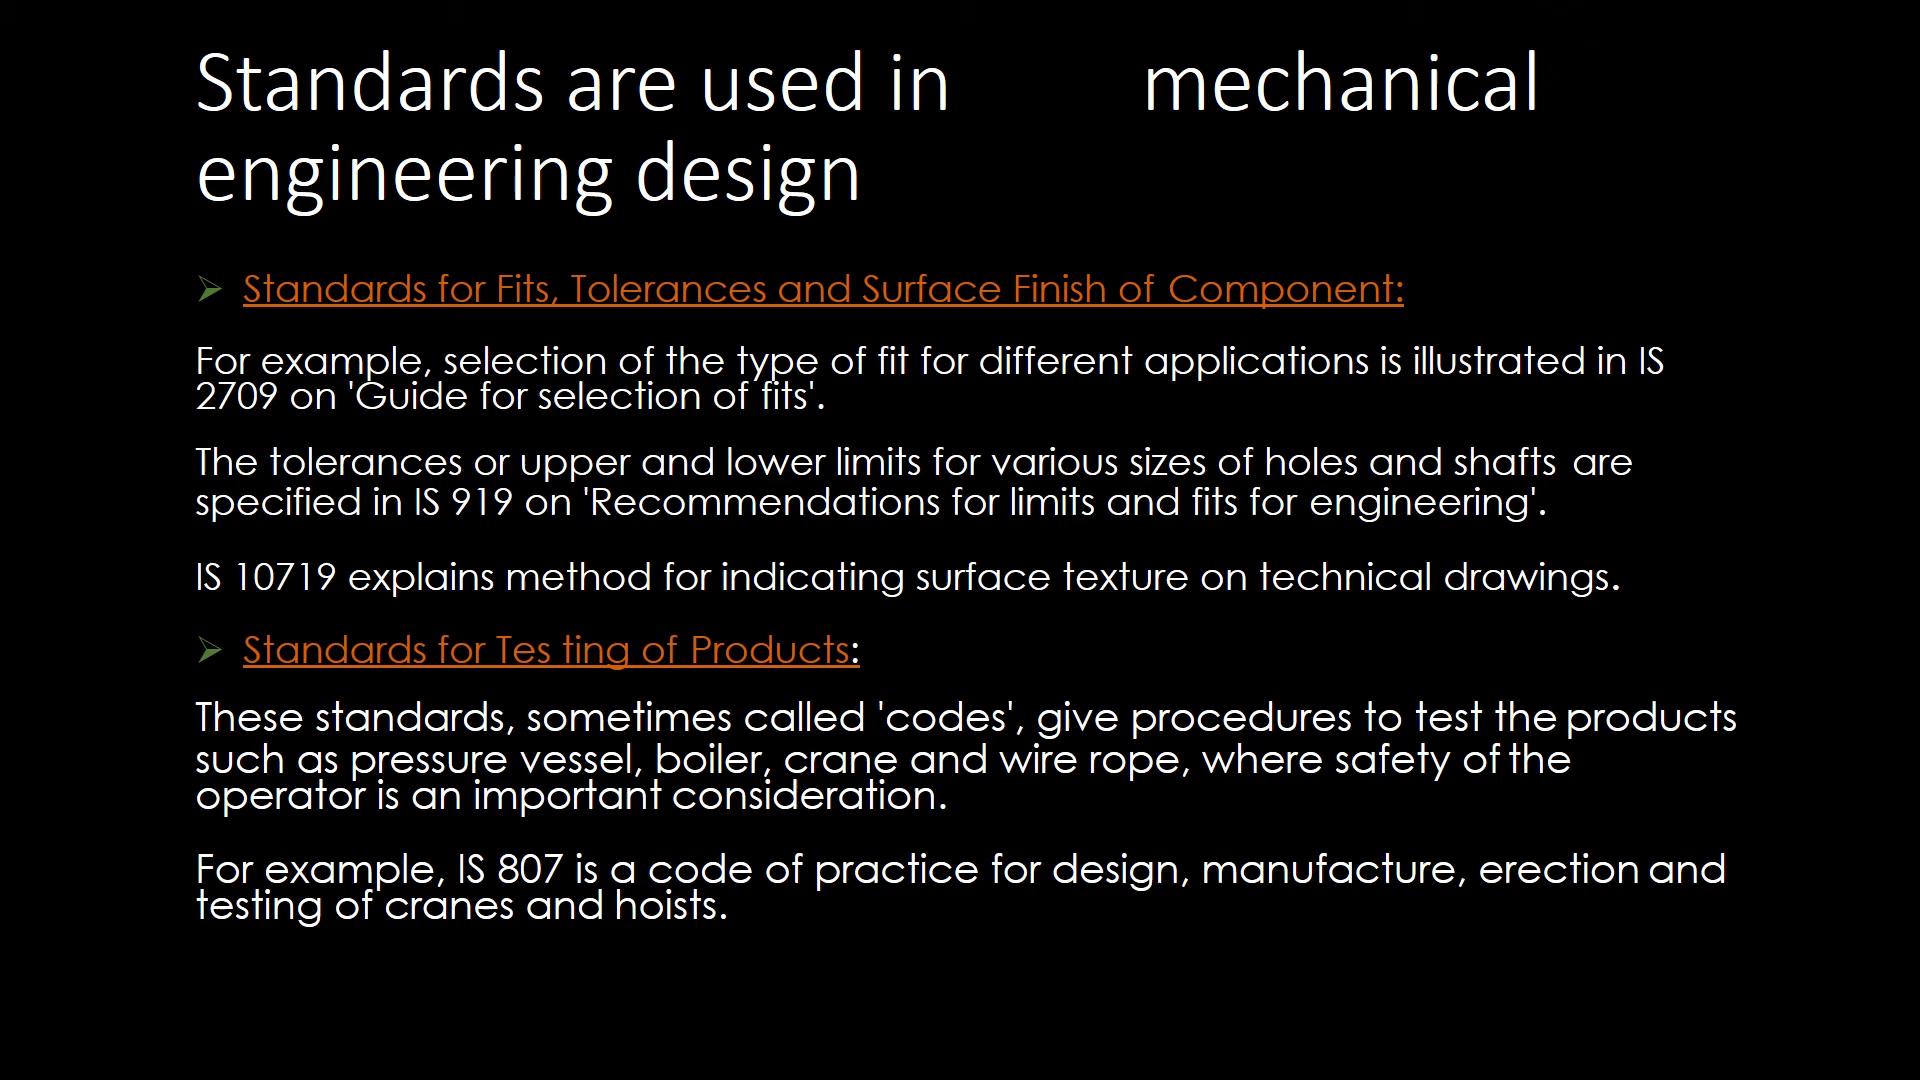 Standards are used in mechanical
engineering design
➢ Standards for Fits, Tolerances and Surface Finish of Component:
For example, selection of the type of fit for different applications is illustrated in IS
2709 on 'Guide for selection of fits'.
The tolerances or upper and lower limits for various sizes of holes and shafts are
specified in IS 919 on 'Recommendations for limits and fits for engineering'.
IS 10719 explains method for indicating surface texture on technical drawings.
➢ Standards for Tes ting of Products:
These standards, sometimes called 'codes', give procedures to test the products
such as pressure vessel, boiler, crane and wire rope, where safety of the
operator is an important consideration.
For example, IS 807 is a code of practice for design, manufacture, erection and
testing of cranes and hoists.